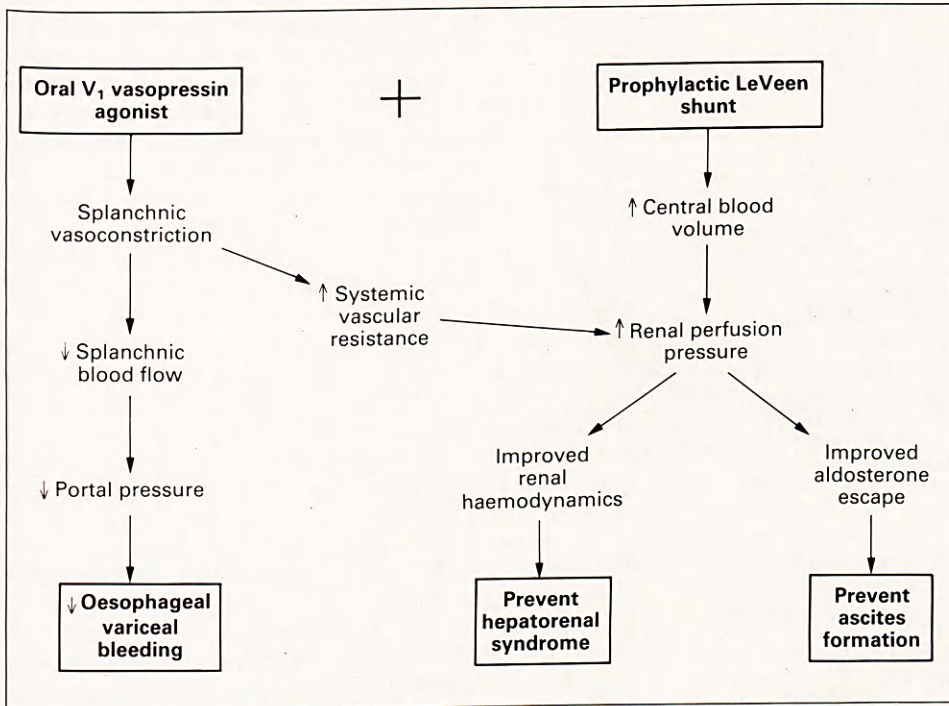 Oral V₁ vasopressin
agonist
+
Prophylactic LeVeen
shunt
Splanchnic
vasoconstriction
↑ Central blood
volume
↑ Systemic
vascular
resistance
↑ Renal perfusion
pressure
↓ Splanchnic
blood flow
↓ Portal pressure
Improved
renal
haemodynamics
Improved
aldosterone
escape
↓ Oesophageal
variceal
bleeding
Prevent
hepatorenal
syndrome
Prevent
ascites
formation